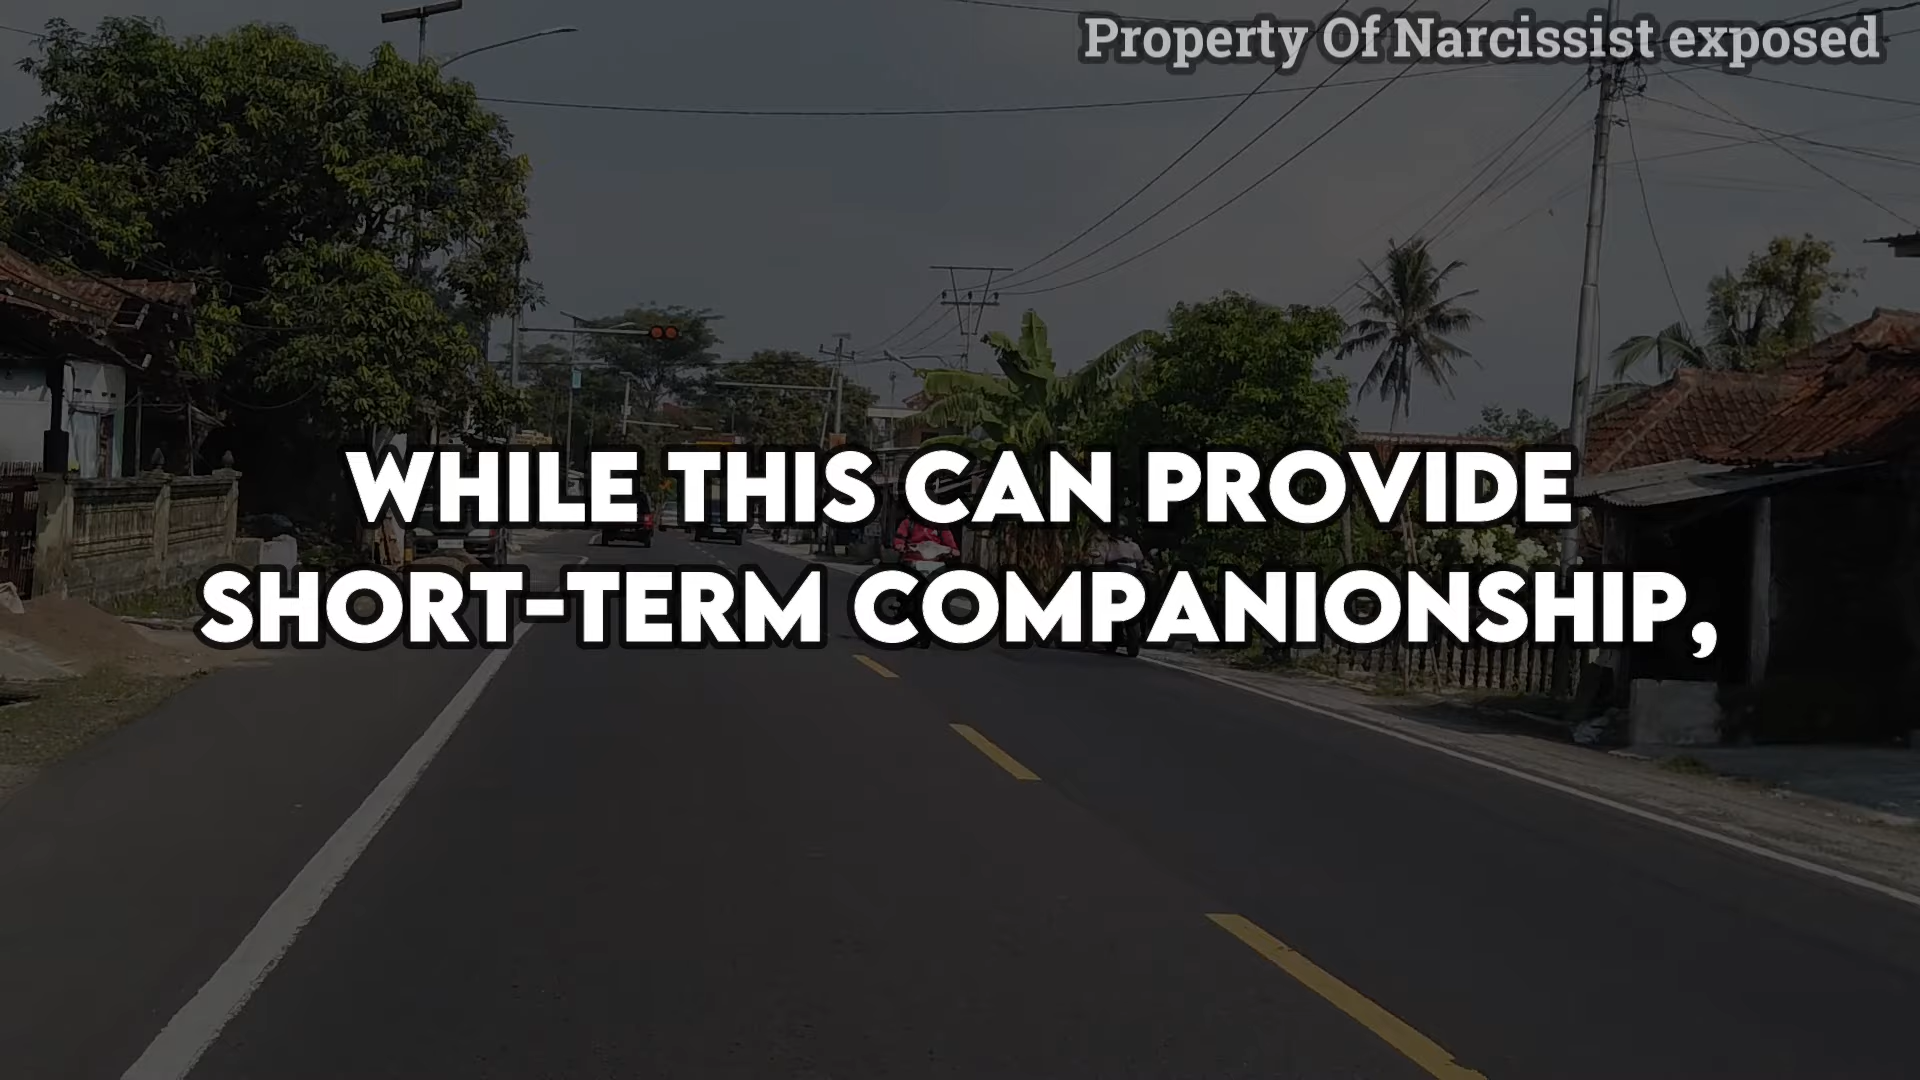 Property Of Narcissist exposed
WHILE THIS CAN PROVIDE
SHORT-TERM COMPANIONSHIP,